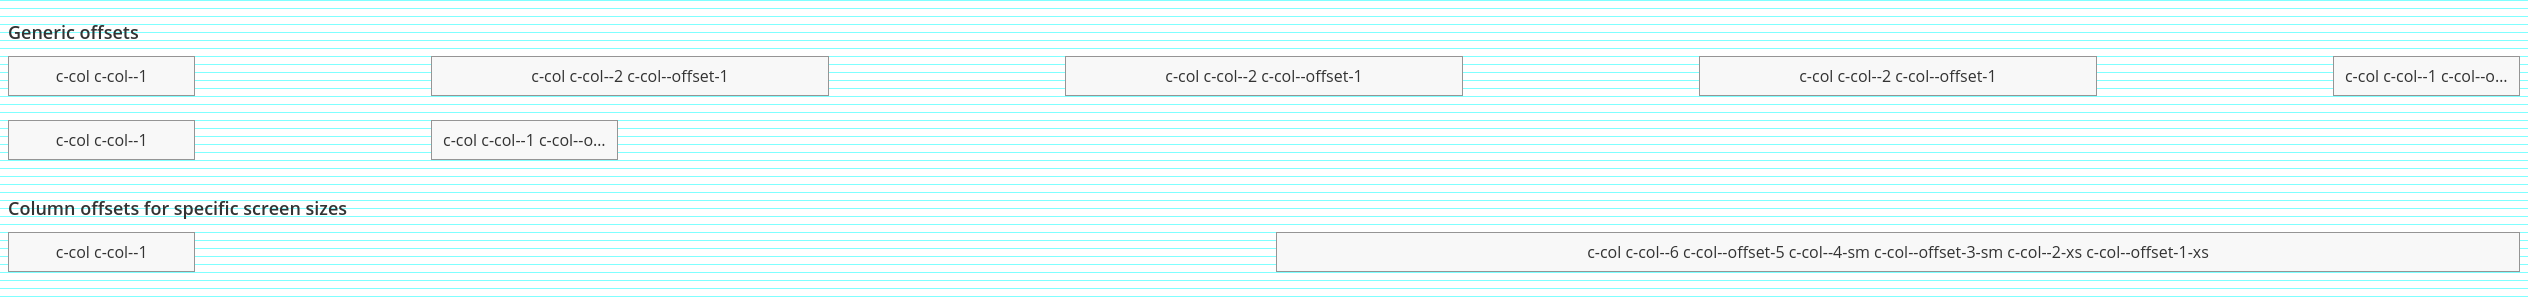 Generic offsets
c-col c-col--1 c-col c-col--2 c-col--offset-1 c-col c-col--2 c-col--offset-1 c-col c-col--2 c-col--offset-1 c-col c-col--1 c-col--o...
c-col c-col--1 c-col c-col--1 c-col--o...
Column offsets for specific screen sizes
c-col c-col--1 c-col c-col--6 c-col--offset-5 c-col--4-sm c-col--offset-3-sm c-col--2-xs c-col--offset-1-xs